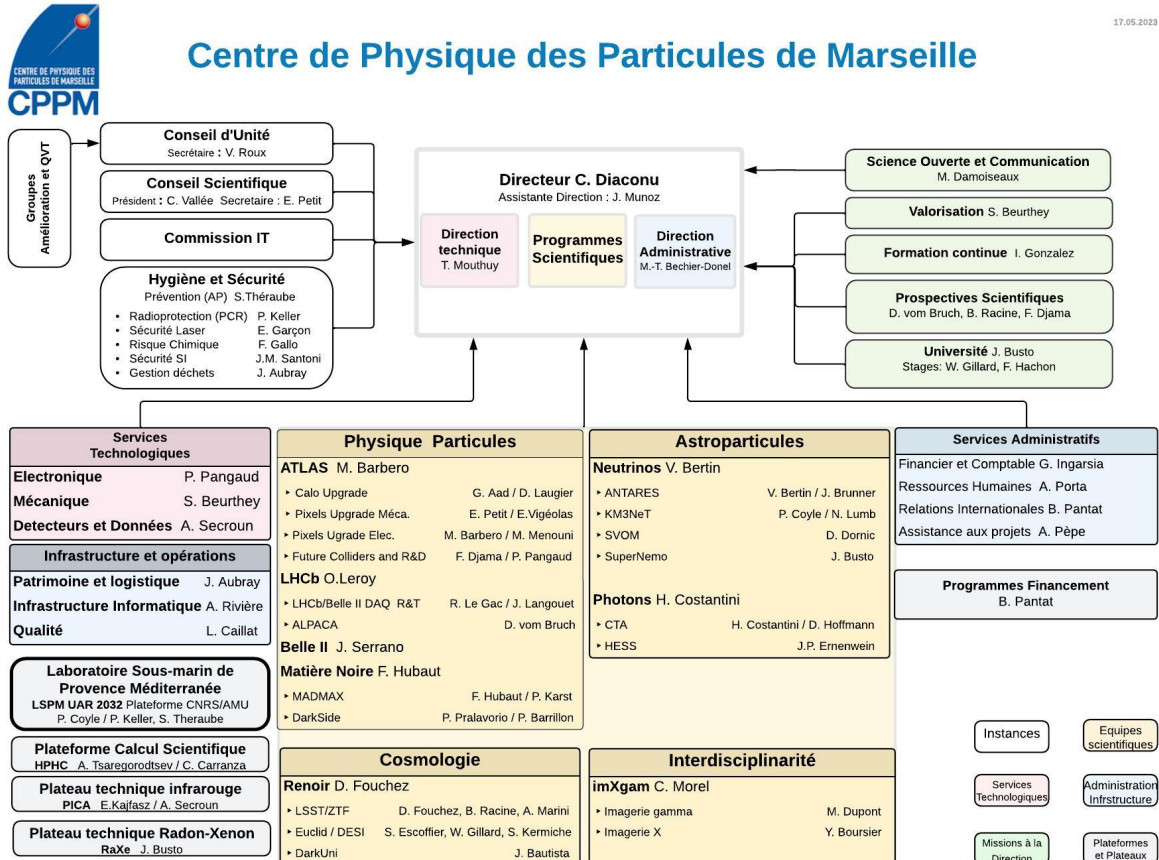 17.05.2023
Centre de Physique des Particules de Marseille
CENTRE DE PHYSIQUE DES
PARTICULES DE MARSEILLE
CPPM
Groupes
Amélioration et QVT
Conseil d'Unité
Secrétaire : V. Roux
Conseil Scientifique
Président : C. Vallée Secretaire : E. Petit
Commission IT
Hygiène et Sécurité
Prévention (AP) S.Théraube
• Radioprotection (PCR) P. Keller
• Sécurité Laser E. Garçon
• Risque Chimique F. Gallo
• Sécurité SI J.M. Santoni
• Gestion déchets J. Aubray
Directeur C. Diaconu
Assistante Direction : J. Munoz
Direction
technique
T. Mouthuy
Programmes
Scientifiques
Direction
Administrative
M.-T. Bechier-Donel
Science Ouverte et Communication
M. Damoiseaux
Valorisation S. Beurthey
Formation continue I. Gonzalez
Prospectives Scientifiques
D. vom Bruch, B. Racine, F. Djama
Université J. Busto
Stages: W. Gillard, F. Hachon
Services
Technologiques
Electronique P. Pangaud
Mécanique S. Beurthey
Detecteurs et Données A. Secroun
Infrastructure et opérations
Patrimoine et logistique J. Aubray
Infrastructure Informatique A. Rivière
Qualité L. Caillat
Laboratoire Sous-marin de
Provence Méditerranée
LSPM UAR 2032 Plateforme CNRS/AMU
P. Coyle / P. Keller, S. Theraube
Plateforme Calcul Scientifique
HPHC A. Tsaregorodtsev / C. Carranza
Plateau technique infrarouge
PICA E.Kajfasz / A. Secroun
Plateau technique Radon-Xenon
RaXe J. Busto
Physique Particules
ATLAS M. Barbero
‣ Calo Upgrade G. Aad / D. Laugier
‣ Pixels Upgrade Méca. E. Petit / E.Vigéolas
‣ Pixels Ugrade Elec. M. Barbero / M. Menouni
‣ Future Colliders and R&D F. Djama / P. Pangaud
LHCb O.Leroy
‣ LHCb/Belle II DAQ R&T R. Le Gac / J. Langouet
‣ ALPACA D. vom Bruch
Belle II J. Serrano
Matière Noire F. Hubaut
‣ MADMAX F. Hubaut / P. Karst
‣ DarkSide P. Pralavorio / P. Barrillon
Astroparticules
Neutrinos V. Bertin
‣ ANTARES V. Bertin / J. Brunner
‣ KM3NeT P. Coyle / N. Lumb
‣ SVOM D. Dornic
‣ SuperNemo J. Busto
Photons H. Costantini
‣ CTA H. Costantini / D. Hoffmann
‣ HESS J.P. Ernenwein
Cosmologie
Renoir D. Fouchez
‣ LSST/ZTF D. Fouchez, B. Racine, A. Marini
‣ Euclid / DESI S. Escoffier, W. Gillard, S. Kermiche
‣ DarkUni J. Bautista
Interdisciplinarité
imXgam C. Morel
‣ Imagerie gamma M. Dupont
‣ Imagerie X Y. Boursier
Services Administratifs
Financier et Comptable G. Ingarsia
Ressources Humaines A. Porta
Relations Internationales B. Pantat
Assistance aux projets A. Pèpe
Programmes Financement
B. Pantat
Instances
Equipes
scientifiques
Services
Technologiques
Administration
Infrstructure
Missions à la
Direction
Plateformes
et Plateaux